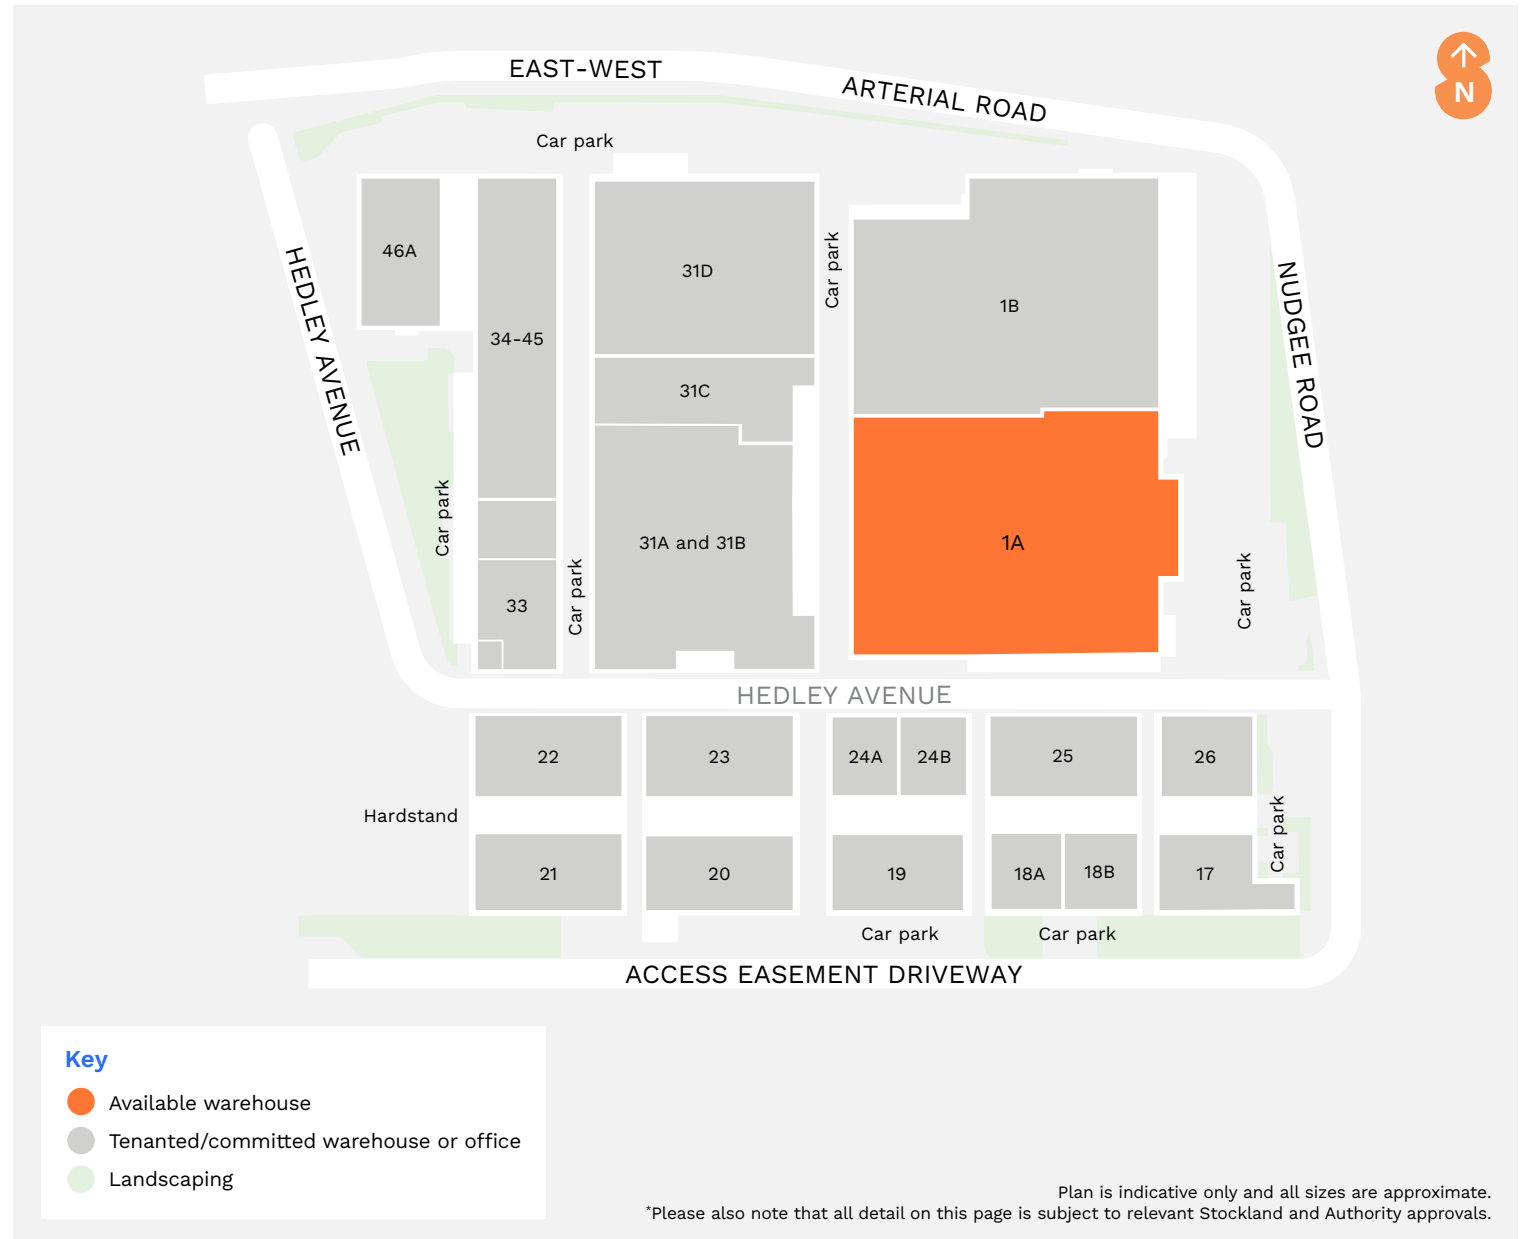 EAST-WEST
ARTERIAL ROAD
N
Car park
46A
34-45
31D
Car park
1B
HEDLEY AVENUE
NUDGEE ROAD
31C
Car park
31A and 31B
1A
33
Car park
Car park
HEDLEY AVENUE
22
23
24A
24B
25
26
Hardstand
Car park
21
20
19
18A
18B
17
Car park
Car park
ACCESS EASEMENT DRIVEWAY
Key
Available warehouse
Tenanted/committed warehouse or office
Landscaping
Plan is indicative only and all sizes are approximate.
*Please also note that all detail on this page is subject to relevant Stockland and Authority approvals.